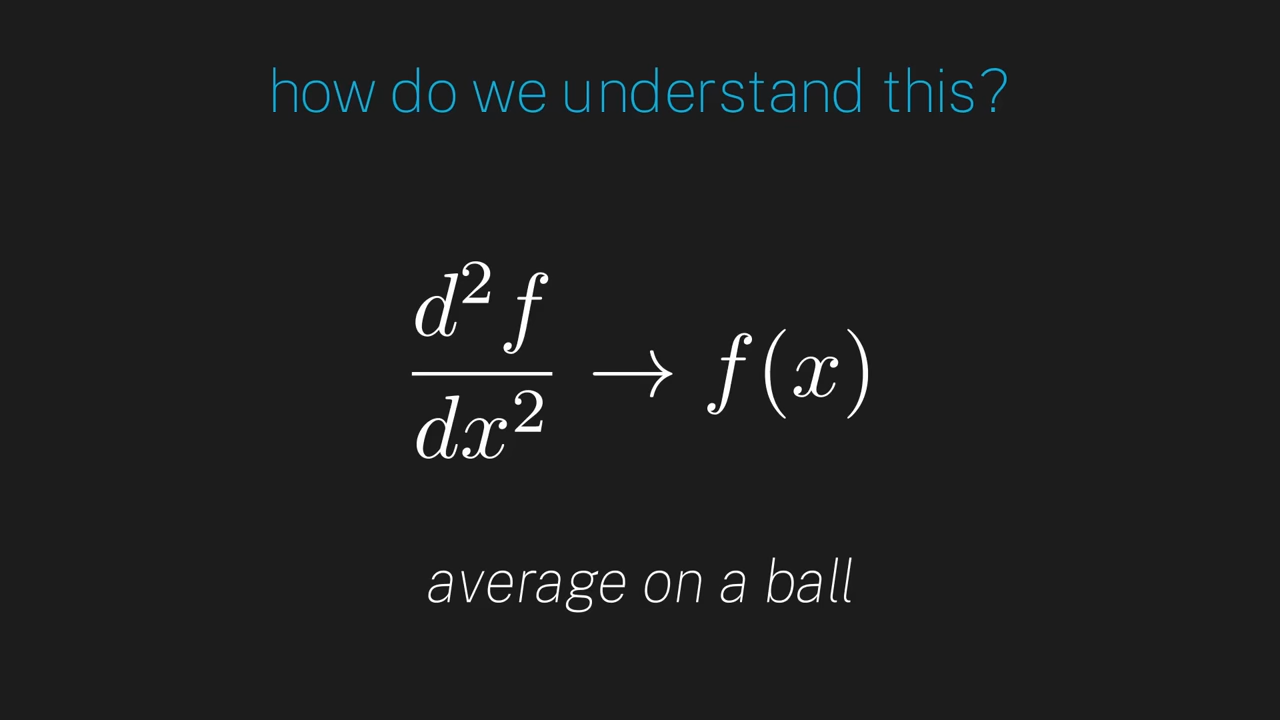 how do we understand this?
d²f/dx² → f(x)
average on a ball